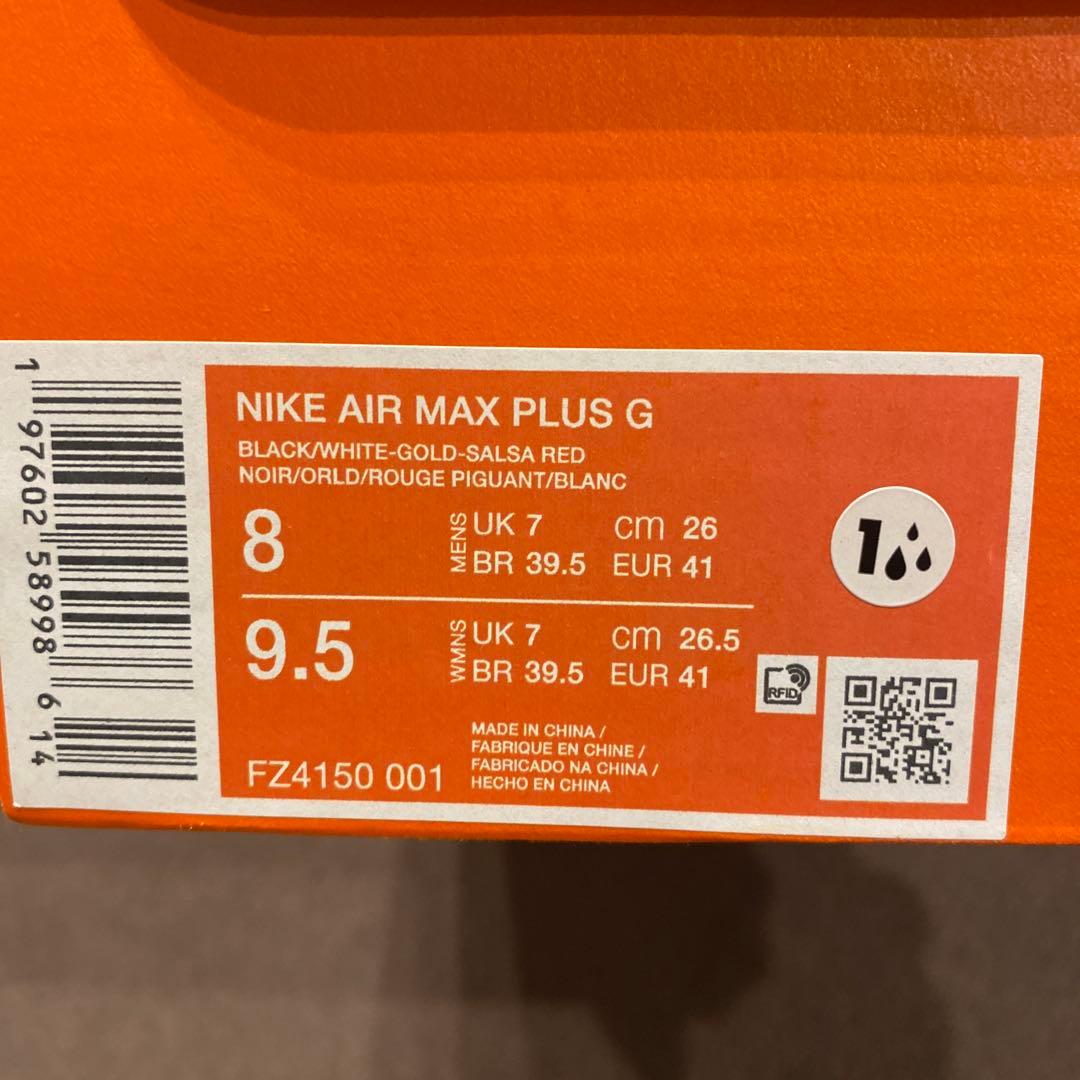 NIKE AIR MAX PLUS G
BLACK/WHITE-GOLD-SALSA RED
NOIR/ORLD/ROUGE PIGUANT/BLANC
8 MENS UK 7 cm 26
BR 39.5 EUR 41
9.5 WMNS UK 7 cm 26.5
BR 39.5 EUR 41
RFID
MADE IN CHINA /
FABRIQUE EN CHINE /
FABRICADO NA CHINA /
HECHO EN CHINA
FZ4150 001
1 97602 58998 6 14
1